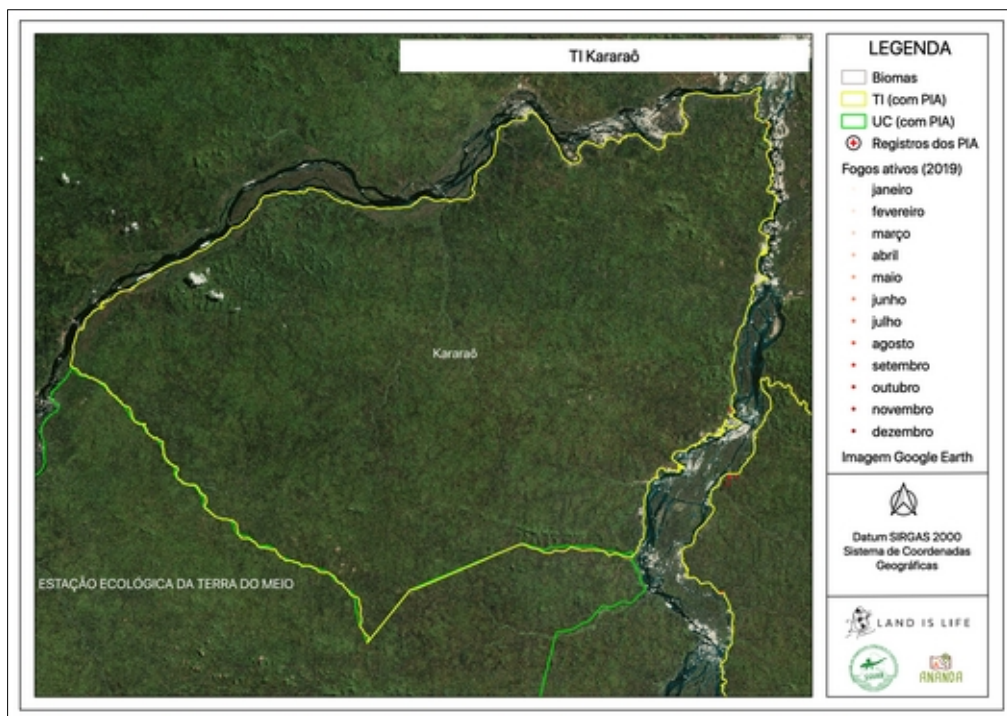 TI Kararaô
Kararaô
ESTAÇÃO ECOLÓGICA DA TERRA DO MEIO
LEGENDA
Biomas
TI (com PIA)
UC (com PIA)
Registros dos PIA
Fogos ativos (2019)
janeiro
fevereiro
março
abril
maio
junho
julho
agosto
setembro
outubro
novembro
dezembro
Imagem Google Earth
Datum SIRGAS 2000
Sistema de Coordenadas
Geográficas
LAND IS LIFE
ANANDA